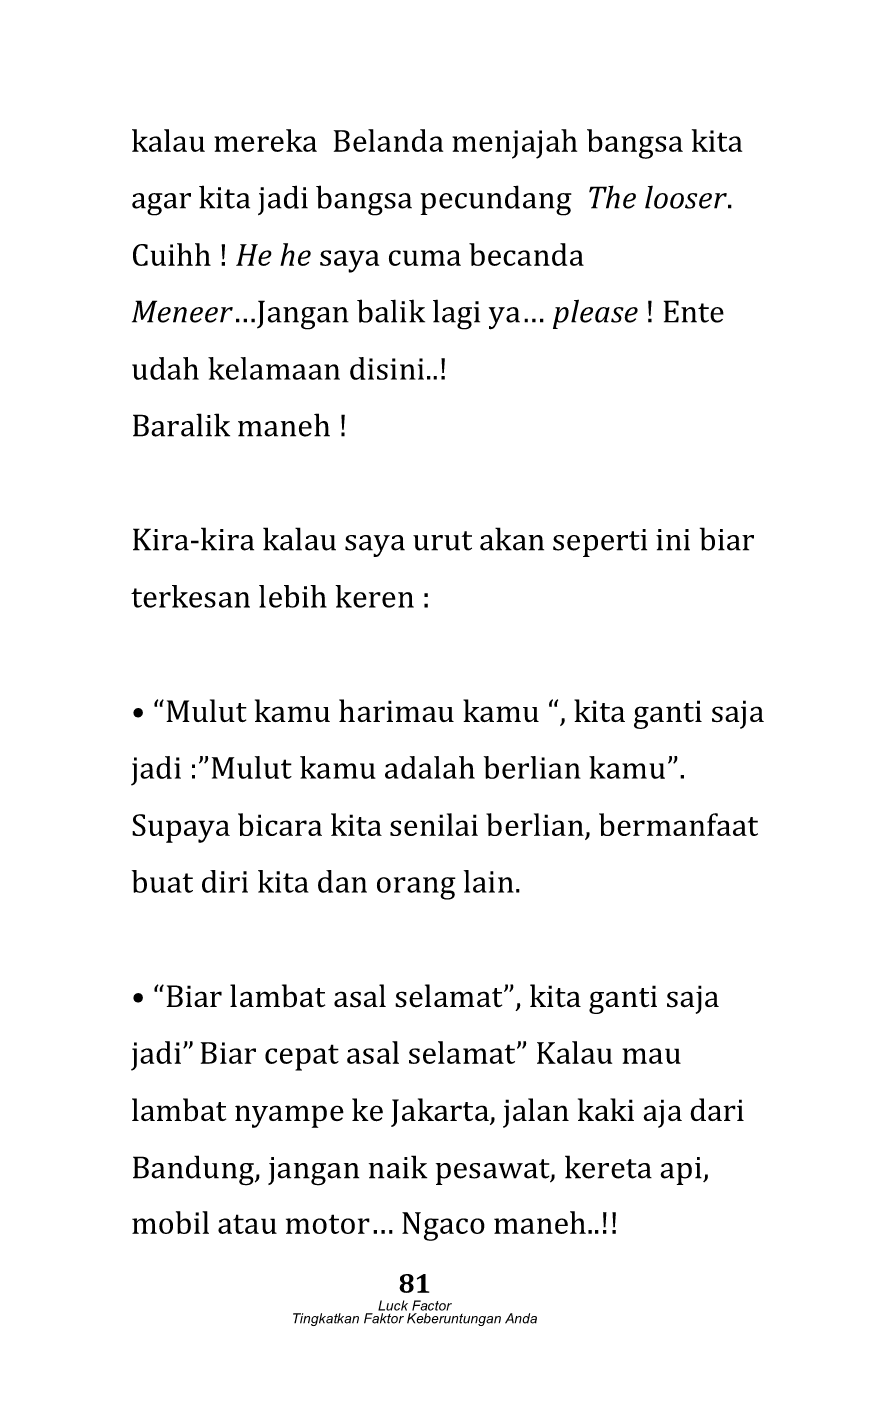 kalau mereka  Belanda menjajah bangsa kita
agar kita jadi bangsa pecundang  The looser.
Cuihh ! He he saya cuma becanda
Meneer…Jangan balik lagi ya… please ! Ente
udah kelamaan disini..!
Baralik maneh !
Kira-kira kalau saya urut akan seperti ini biar
terkesan lebih keren :
• “Mulut kamu harimau kamu “, kita ganti saja
jadi :”Mulut kamu adalah berlian kamu”.
Supaya bicara kita senilai berlian, bermanfaat
buat diri kita dan orang lain.
• “Biar lambat asal selamat”, kita ganti saja
jadi” Biar cepat asal selamat” Kalau mau
lambat nyampe ke Jakarta, jalan kaki aja dari
Bandung, jangan naik pesawat, kereta api,
mobil atau motor… Ngaco maneh..!!
81
Luck Factor
Tingkatkan Faktor Keberuntungan Anda